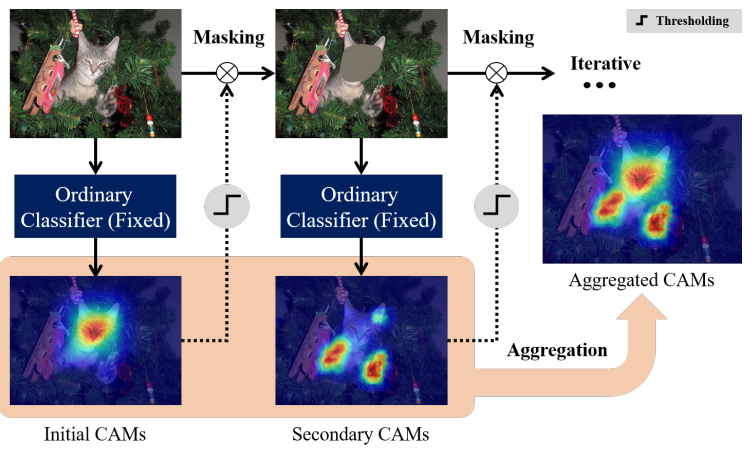 Thresholding
Masking
Masking
Iterative
•••
Ordinary
Classifier (Fixed)
Ordinary
Classifier (Fixed)
Aggregated CAMs
Aggregation
Initial CAMs
Secondary CAMs